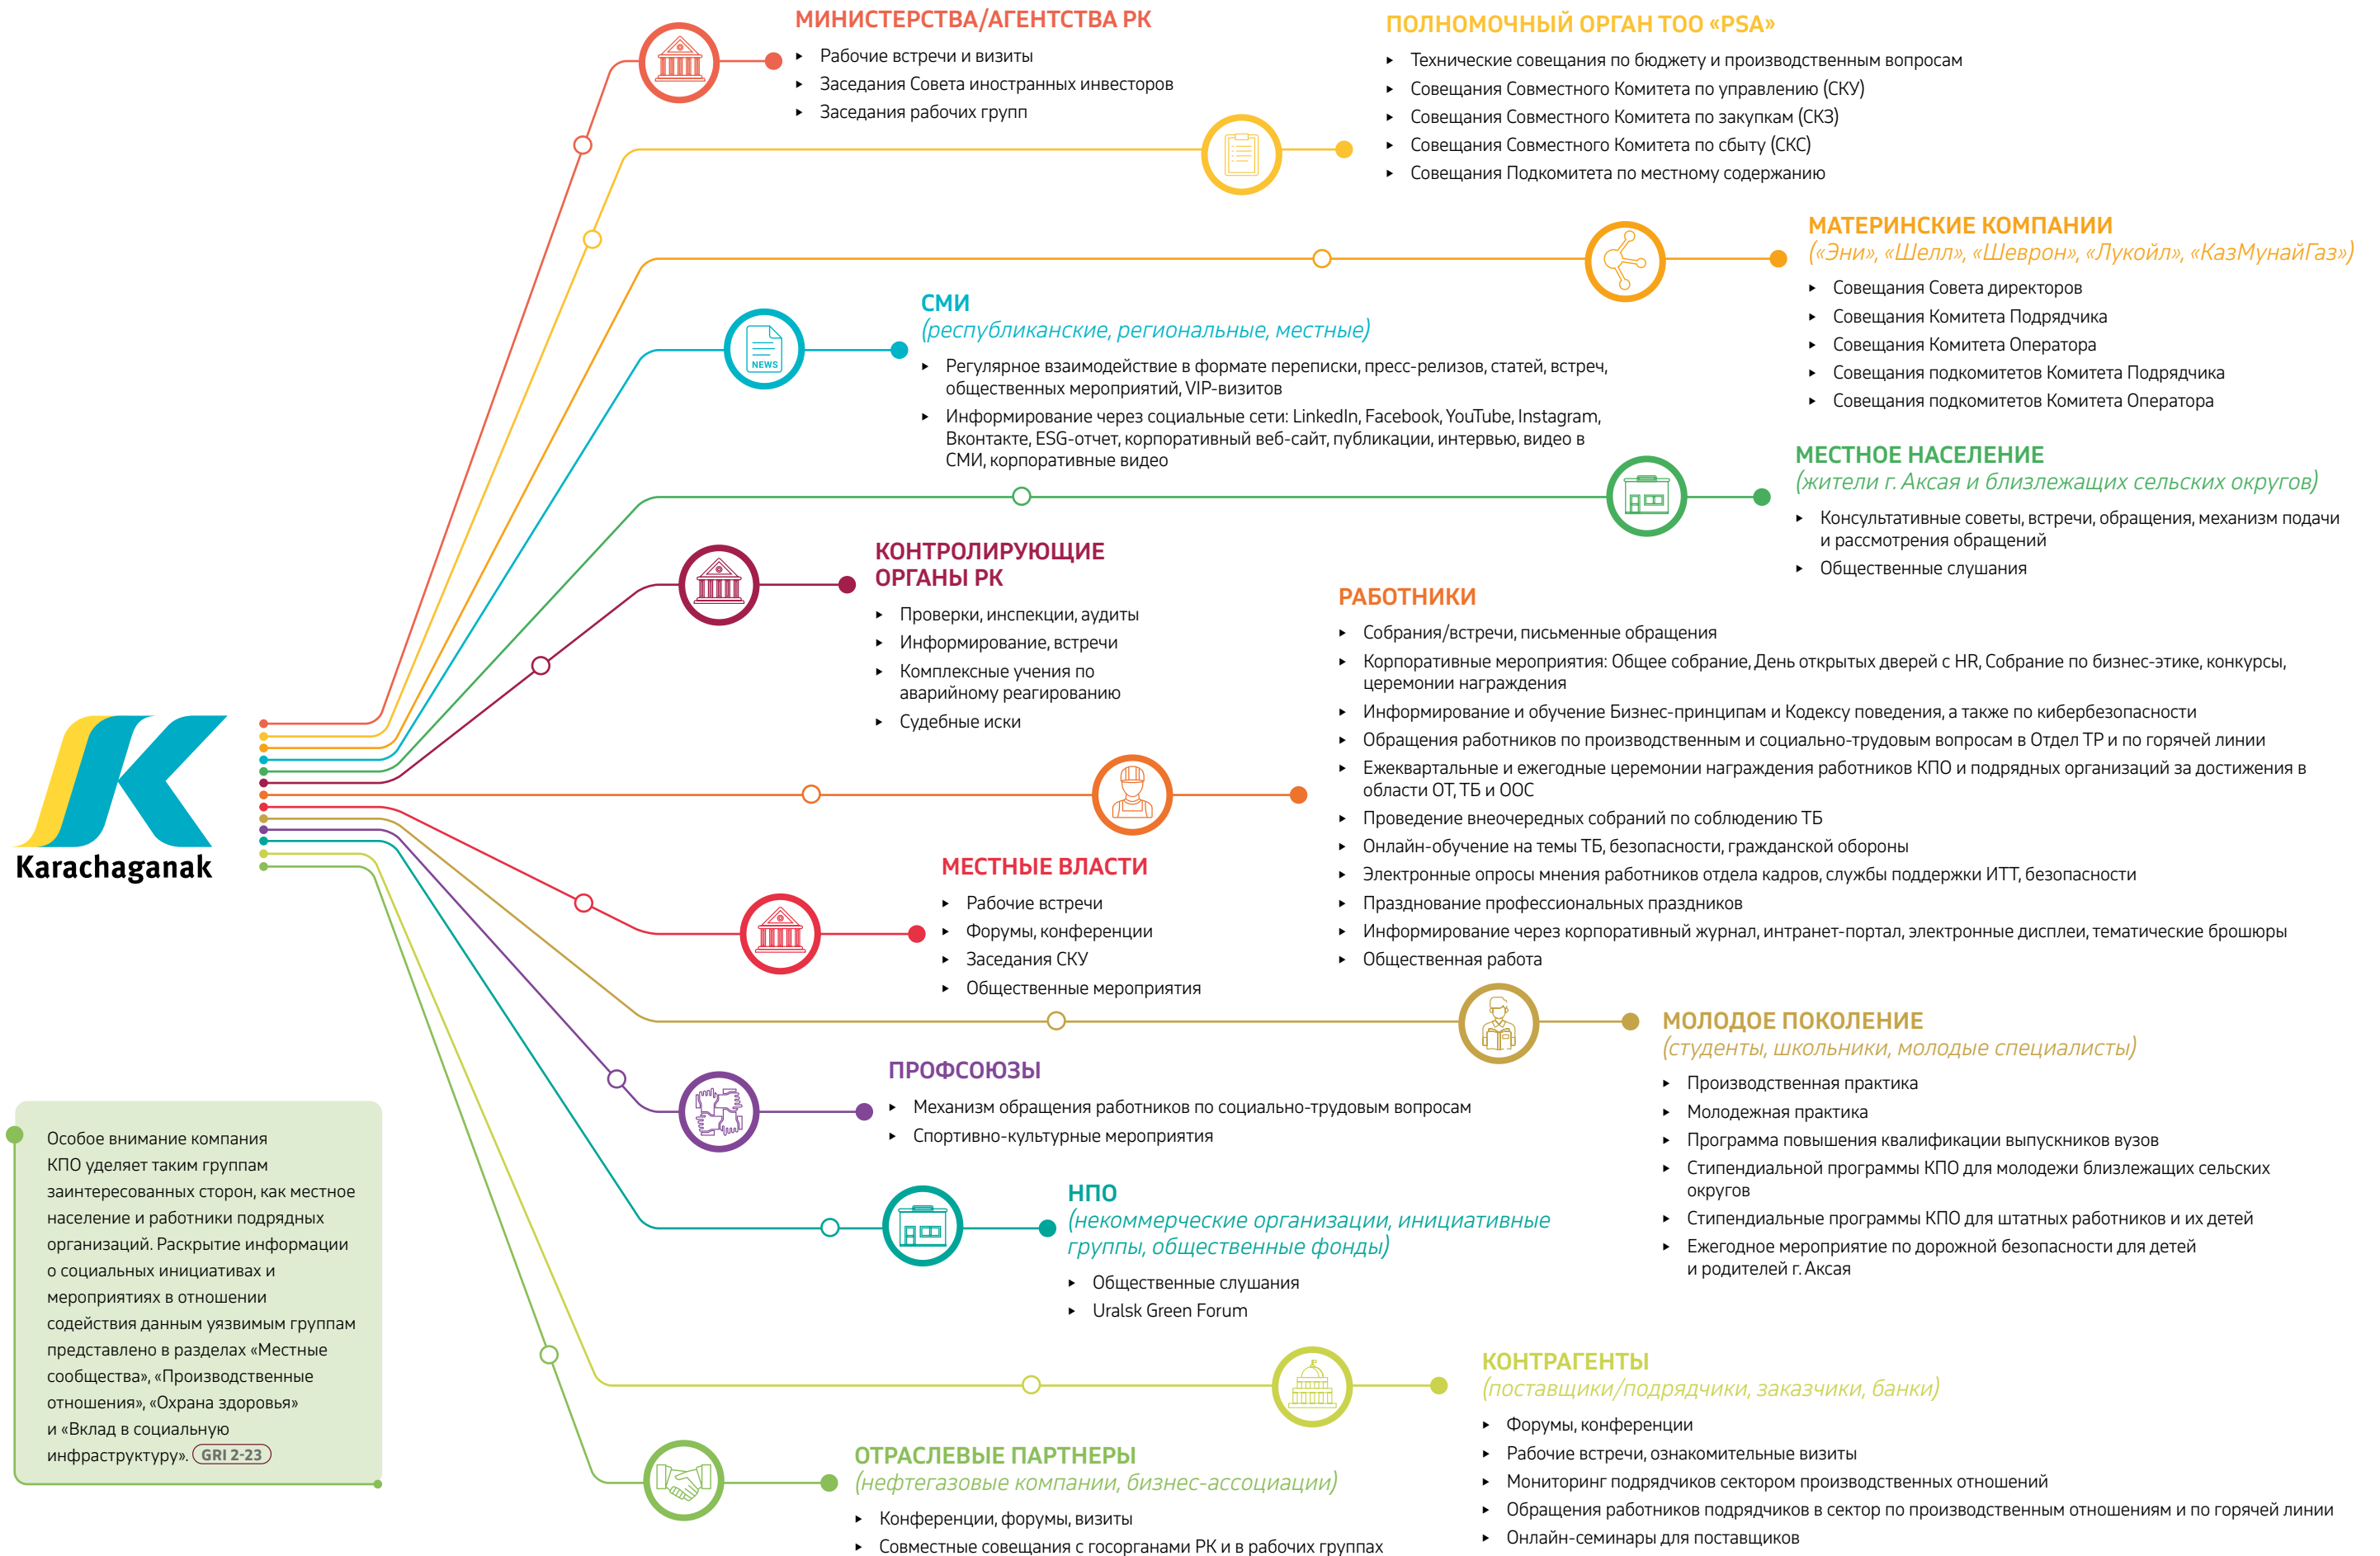 МИНИСТЕРСТВА/АГЕНТСТВА РК
▸ Рабочие встречи и визиты
▸ Заседания Совета иностранных инвесторов
▸ Заседания рабочих групп
ПОЛНОМОЧНЫЙ ОРГАН ТОО «PSA»
▸ Технические совещания по бюджету и производственным вопросам
▸ Совещания Совместного Комитета по управлению (СКУ)
▸ Совещания Совместного Комитета по закупкам (СКЗ)
▸ Совещания Совместного Комитета по сбыту (СКС)
▸ Совещания Подкомитета по местному содержанию
МАТЕРИНСКИЕ КОМПАНИИ
(«Эни», «Шелл», «Шеврон», «Лукойл», «КазМунайГаз»)
▸ Совещания Совета директоров
▸ Совещания Комитета Подрядчика
▸ Совещания Комитета Оператора
▸ Совещания подкомитетов Комитета Подрядчика
▸ Совещания подкомитетов Комитета Оператора
NEWS
СМИ
(республиканские, региональные, местные)
▸ Регулярное взаимодействие в формате переписки, пресс-релизов, статей, встреч,
общественных мероприятий, VIP-визитов
▸ Информирование через социальные сети: LinkedIn, Facebook, YouTube, Instagram,
Вконтакте, ESG-отчет, корпоративный веб-сайт, публикации, интервью, видео в
СМИ, корпоративные видео
МЕСТНОЕ НАСЕЛЕНИЕ
(жители г. Аксая и близлежащих сельских округов)
▸ Консультативные советы, встречи, обращения, механизм подачи
и рассмотрения обращений
▸ Общественные слушания
КОНТРОЛИРУЮЩИЕ
ОРГАНЫ РК
▸ Проверки, инспекции, аудиты
▸ Информирование, встречи
▸ Комплексные учения по
аварийному реагированию
▸ Судебные иски
РАБОТНИКИ
▸ Собрания/встречи, письменные обращения
▸ Корпоративные мероприятия: Общее собрание, День открытых дверей с HR, Собрание по бизнес-этике, конкурсы,
церемонии награждения
▸ Информирование и обучение Бизнес-принципам и Кодексу поведения, а также по кибербезопасности
▸ Обращения работников по производственным и социально-трудовым вопросам в Отдел ТР и по горячей линии
▸ Ежеквартальные и ежегодные церемонии награждения работников КПО и подрядных организаций за достижения в
области ОТ, ТБ и ООС
▸ Проведение внеочередных собраний по соблюдению ТБ
▸ Онлайн-обучение на темы ТБ, безопасности, гражданской обороны
▸ Электронные опросы мнения работников отдела кадров, службы поддержки ИТТ, безопасности
▸ Празднование профессиональных праздников
▸ Информирование через корпоративный журнал, интранет-портал, электронные дисплеи, тематические брошюры
▸ Общественная работа
Karachaganak
МЕСТНЫЕ ВЛАСТИ
▸ Рабочие встречи
▸ Форумы, конференции
▸ Заседания СКУ
▸ Общественные мероприятия
МОЛОДОЕ ПОКОЛЕНИЕ
(студенты, школьники, молодые специалисты)
▸ Производственная практика
▸ Молодежная практика
▸ Программа повышения квалификации выпускников вузов
▸ Стипендиальной программы КПО для молодежи близлежащих сельских
округов
▸ Стипендиальные программы КПО для штатных работников и их детей
▸ Ежегодное мероприятие по дорожной безопасности для детей
и родителей г. Аксая
ПРОФСОЮЗЫ
▸ Механизм обращения работников по социально-трудовым вопросам
▸ Спортивно-культурные мероприятия
НПО
(некоммерческие организации, инициативные
группы, общественные фонды)
▸ Общественные слушания
▸ Uralsk Green Forum
Особое внимание компания
КПО уделяет таким группам
заинтересованных сторон, как местное
население и работники подрядных
организаций. Раскрытие информации
о социальных инициативах и
мероприятиях в отношении
содействия данным уязвимым группам
представлено в разделах «Местные
сообщества», «Производственные
отношения», «Охрана здоровья»
и «Вклад в социальную
инфраструктуру». GRI 2-23
КОНТРАГЕНТЫ
(поставщики/подрядчики, заказчики, банки)
▸ Форумы, конференции
▸ Рабочие встречи, ознакомительные визиты
▸ Мониторинг подрядчиков сектором производственных отношений
▸ Обращения работников подрядчиков в сектор по производственным отношениям и по горячей линии
▸ Онлайн-семинары для поставщиков
ОТРАСЛЕВЫЕ ПАРТНЕРЫ
(нефтегазовые компании, бизнес-ассоциации)
▸ Конференции, форумы, визиты
▸ Совместные совещания с госорганами РК и в рабочих группах